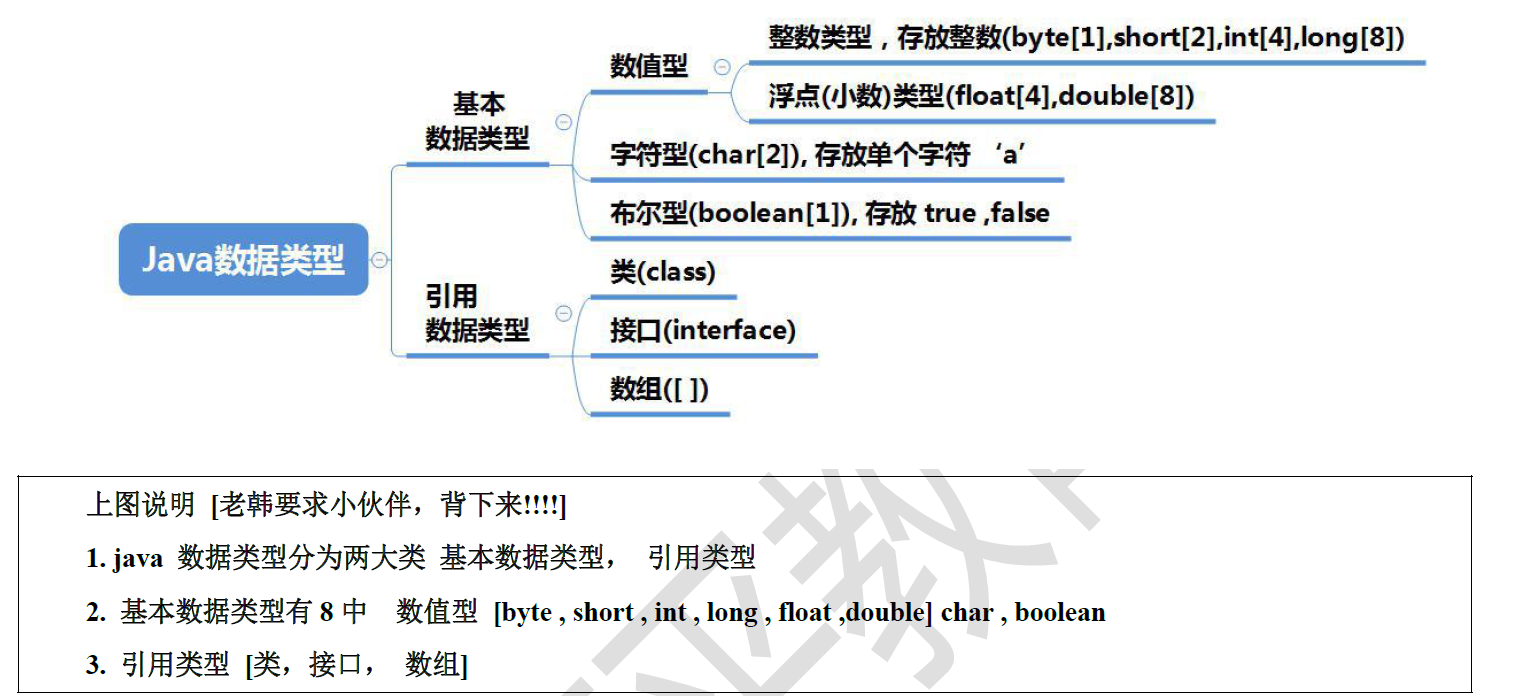 Java数据类型
基本
数据类型
数值型
整数类型，存放整数(byte[1],short[2],int[4],long[8])
浮点(小数)类型(float[4],double[8])
字符型(char[2]), 存放单个字符 ‘a’
布尔型(boolean[1]), 存放 true ,false
引用
数据类型
类(class)
接口(interface)
数组([ ])
上图说明 [老韩要求小伙伴，背下来!!!!]
1. java 数据类型分为两大类 基本数据类型， 引用类型
2. 基本数据类型有 8 中 数值型 [byte , short , int , long , float ,double] char , boolean
3. 引用类型 [类，接口， 数组]